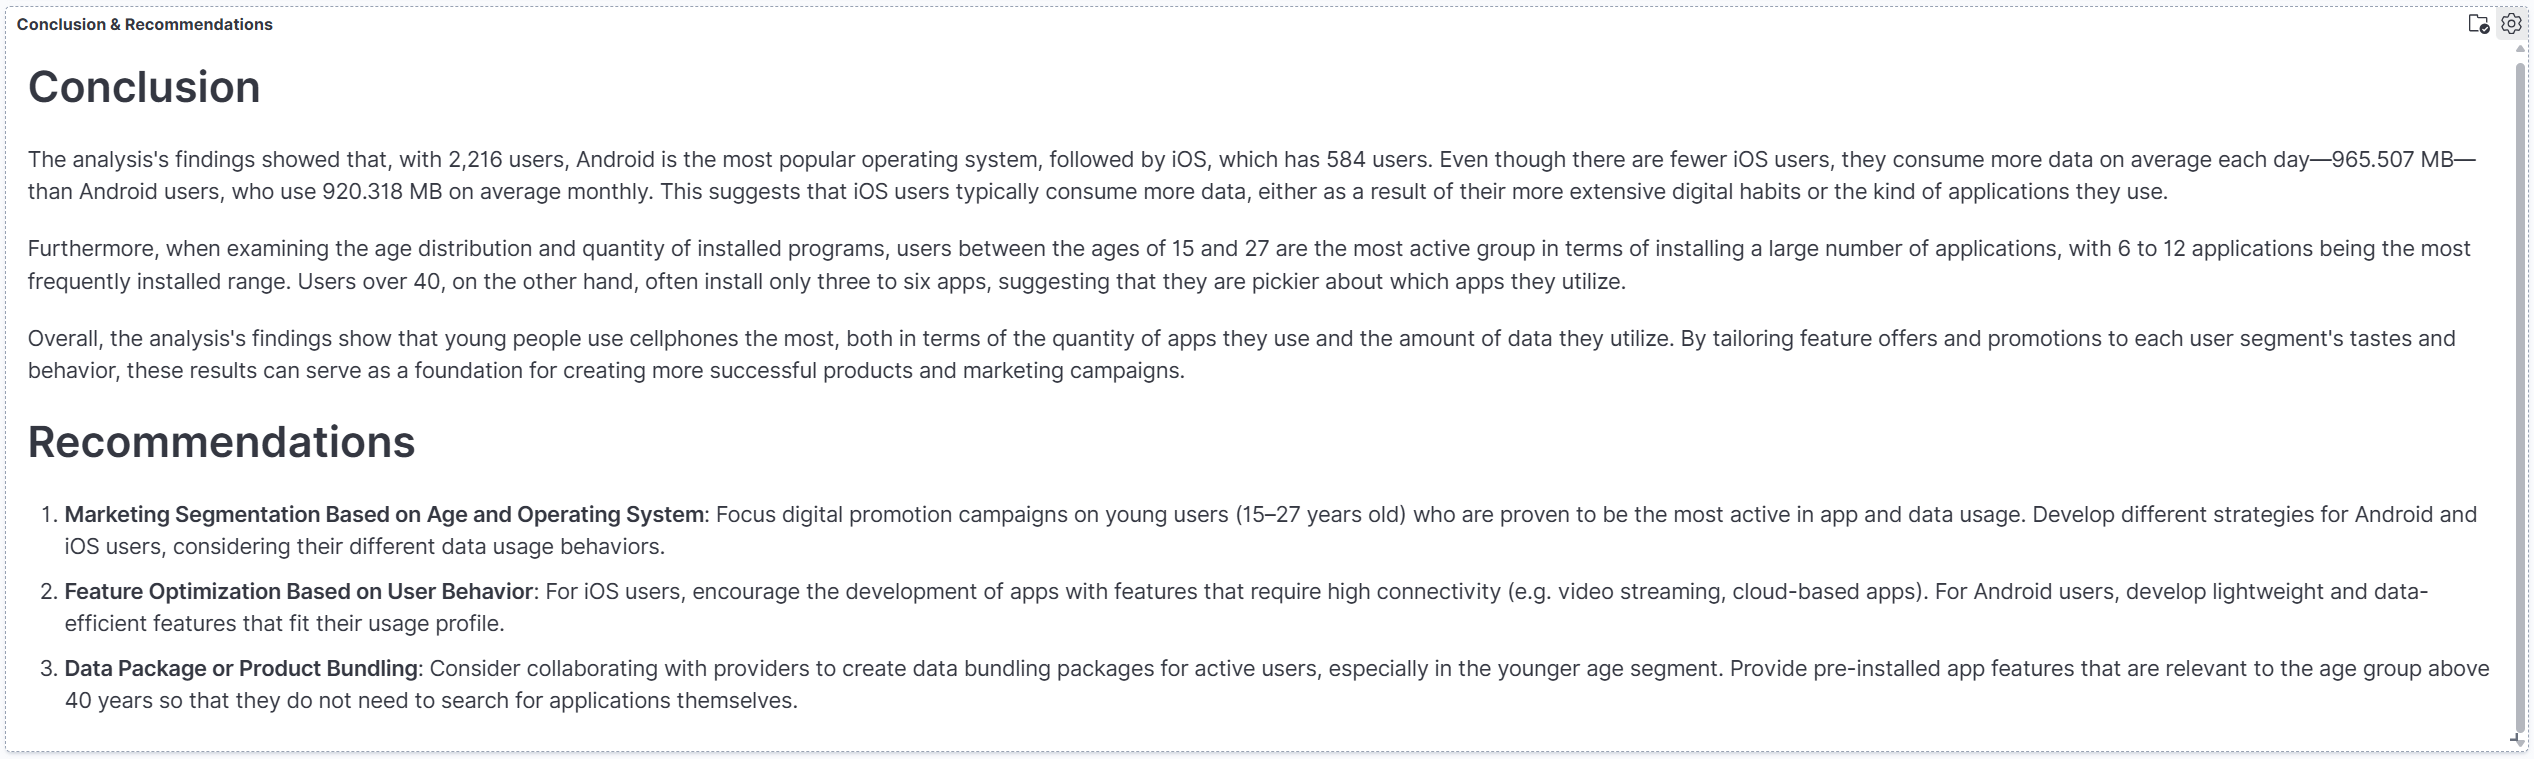 Conclusion & Recommendations
Conclusion
The analysis's findings showed that, with 2,216 users, Android is the most popular operating system, followed by iOS, which has 584 users. Even though there are fewer iOS users, they consume more data on average each day—965.507 MB—
than Android users, who use 920.318 MB on average monthly. This suggests that iOS users typically consume more data, either as a result of their more extensive digital habits or the kind of applications they use.
Furthermore, when examining the age distribution and quantity of installed programs, users between the ages of 15 and 27 are the most active group in terms of installing a large number of applications, with 6 to 12 applications being the most
frequently installed range. Users over 40, on the other hand, often install only three to six apps, suggesting that they are pickier about which apps they utilize.
Overall, the analysis's findings show that young people use cellphones the most, both in terms of the quantity of apps they use and the amount of data they utilize. By tailoring feature offers and promotions to each user segment's tastes and
behavior, these results can serve as a foundation for creating more successful products and marketing campaigns.
Recommendations
1. Marketing Segmentation Based on Age and Operating System: Focus digital promotion campaigns on young users (15–27 years old) who are proven to be the most active in app and data usage. Develop different strategies for Android and
iOS users, considering their different data usage behaviors.
2. Feature Optimization Based on User Behavior: For iOS users, encourage the development of apps with features that require high connectivity (e.g. video streaming, cloud-based apps). For Android users, develop lightweight and data-
efficient features that fit their usage profile.
3. Data Package or Product Bundling: Consider collaborating with providers to create data bundling packages for active users, especially in the younger age segment. Provide pre-installed app features that are relevant to the age group above
40 years so that they do not need to search for applications themselves.